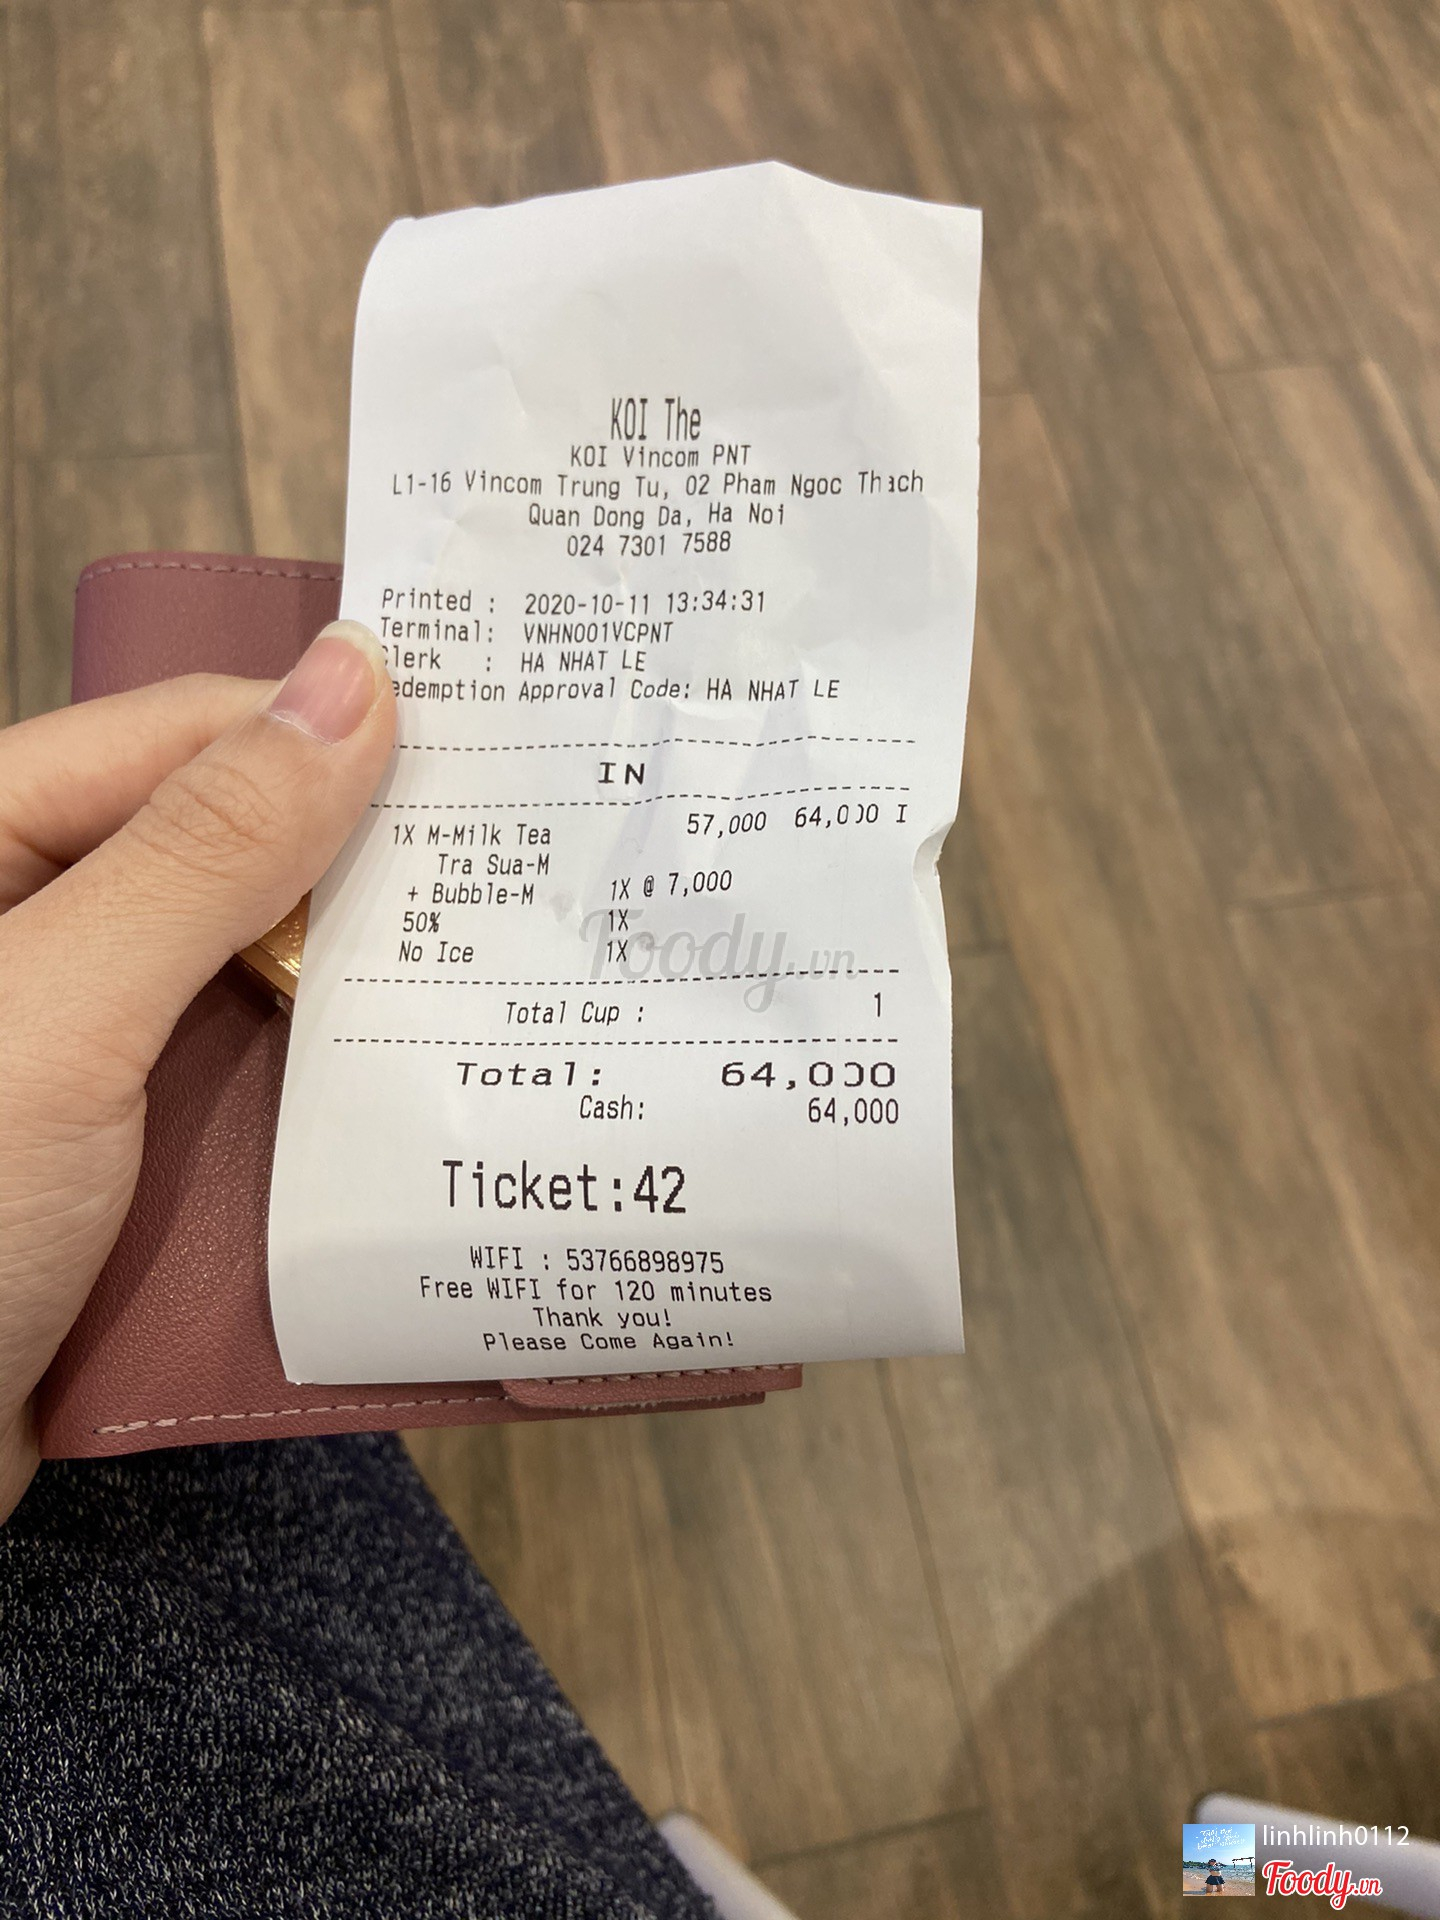 KOI The
KOI Vincom PNT
L1-16 Vincom Trung Tu, 02 Pham Ngoc Thach
Quan Dong Da, Ha Noi
024 7301 7588
Printed : 2020-10-11 13:34:31
Terminal: VNHN001VCPNT
Clerk : HA NHAT LE
edemption Approval Code: HA NHAT LE
IN
1X M-Milk Tea 57,000 64,000 I
Tra Sua-M
+ Bubble-M 1X @ 7,000
50% 1X
No Ice 1X
Foody.vn
Total Cup : 1
Total: 64,000
Cash: 64,000
Ticket:42
WIFI : 53766898975
Free WIFI for 120 minutes
Thank you!
Please Come Again!
linhlinh0112
Foody.vn